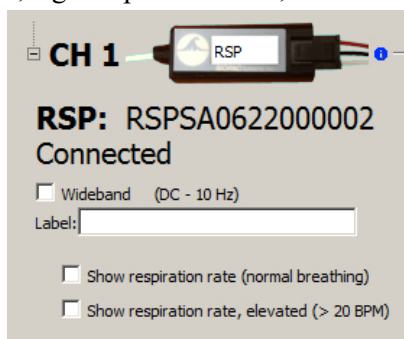 CH 1
RSP
RSP: RSPSA0622000002
Connected
Wideband (DC - 10 Hz)
Label:
Show respiration rate (normal breathing)
Show respiration rate, elevated (> 20 BPM)